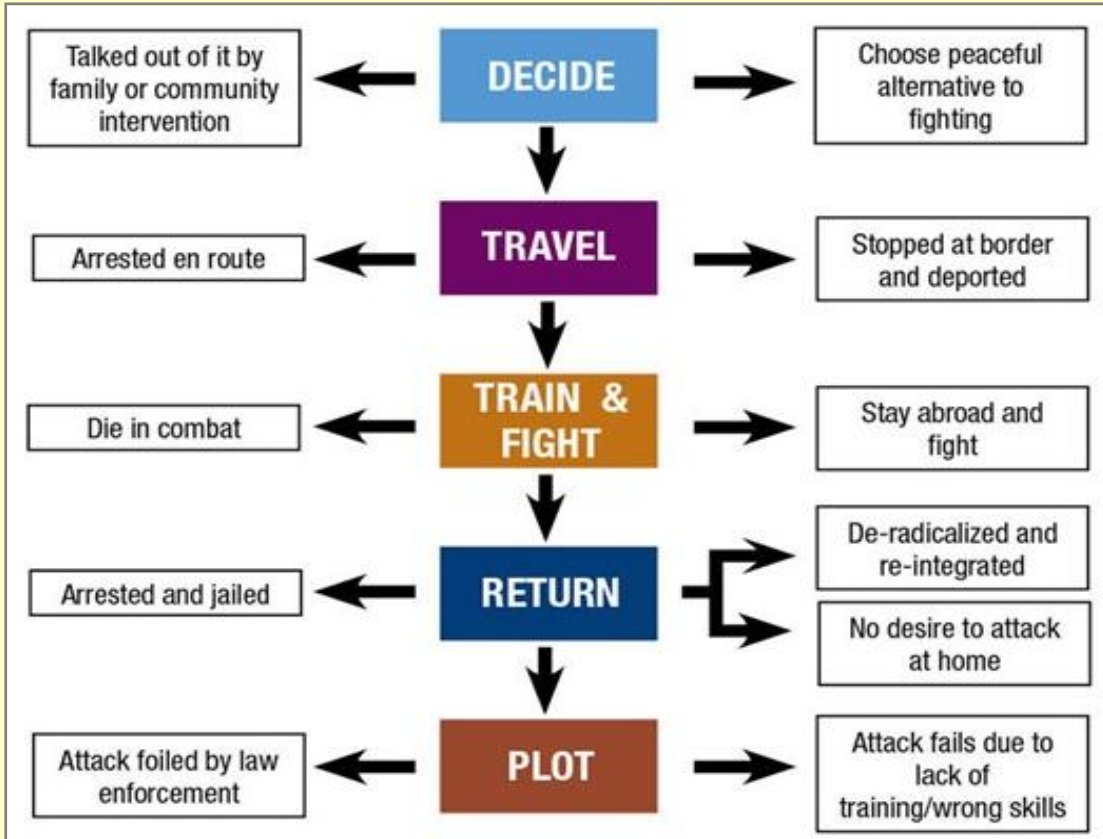 Talked out of it by
family or community
intervention
DECIDE
Choose peaceful
alternative to
fighting
Arrested en route
TRAVEL
Stopped at border
and deported
Die in combat
TRAIN & 
FIGHT
Stay abroad and
fight
Arrested and jailed
RETURN
De-radicalized and
re-integrated
No desire to attack
at home
Attack foiled by law
enforcement
PLOT
Attack fails due to
lack of
training/wrong skills